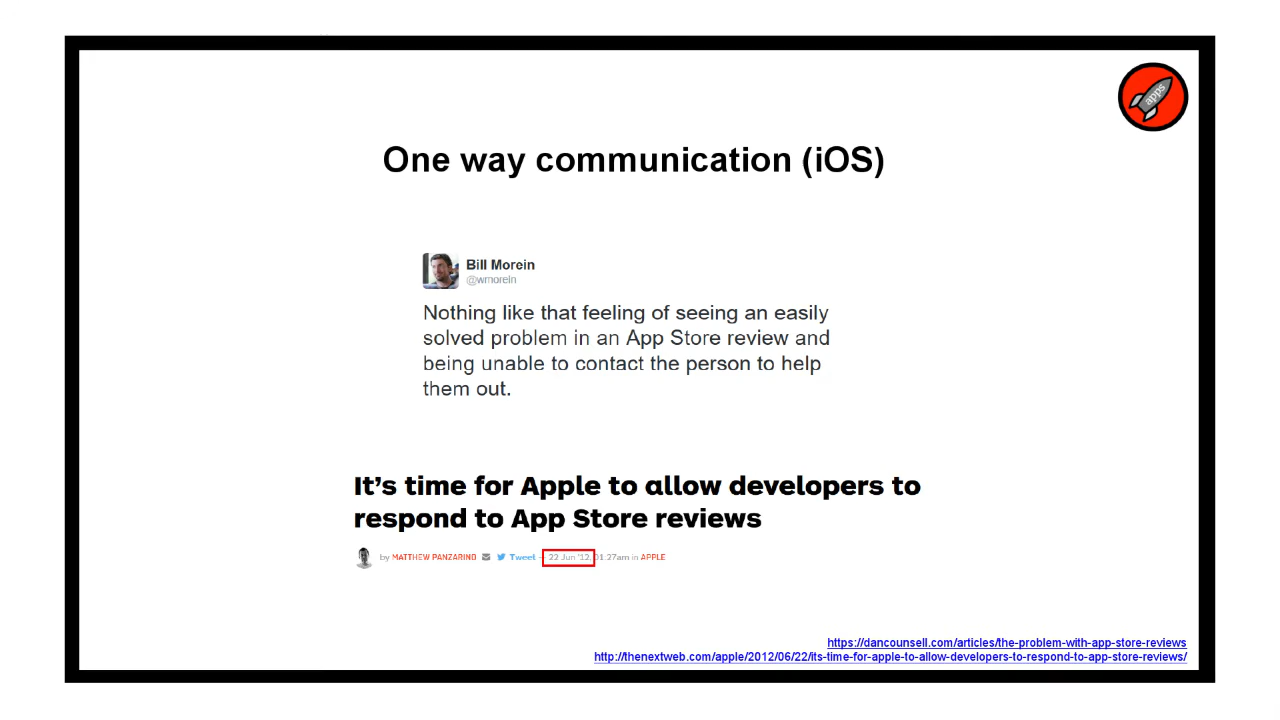 apps
One way communication (iOS)
Bill Morein
@wmorein
Nothing like that feeling of seeing an easily
solved problem in an App Store review and
being unable to contact the person to help
them out.
It's time for Apple to allow developers to
respond to App Store reviews
by MATTHEW PANZARINO Tweet — 22 Jun '12, 01:27am in APPLE
https://dancounsell.com/articles/the-problem-with-app-store-reviews
http://thenextweb.com/apple/2012/06/22/its-time-for-apple-to-allow-developers-to-respond-to-app-store-reviews/